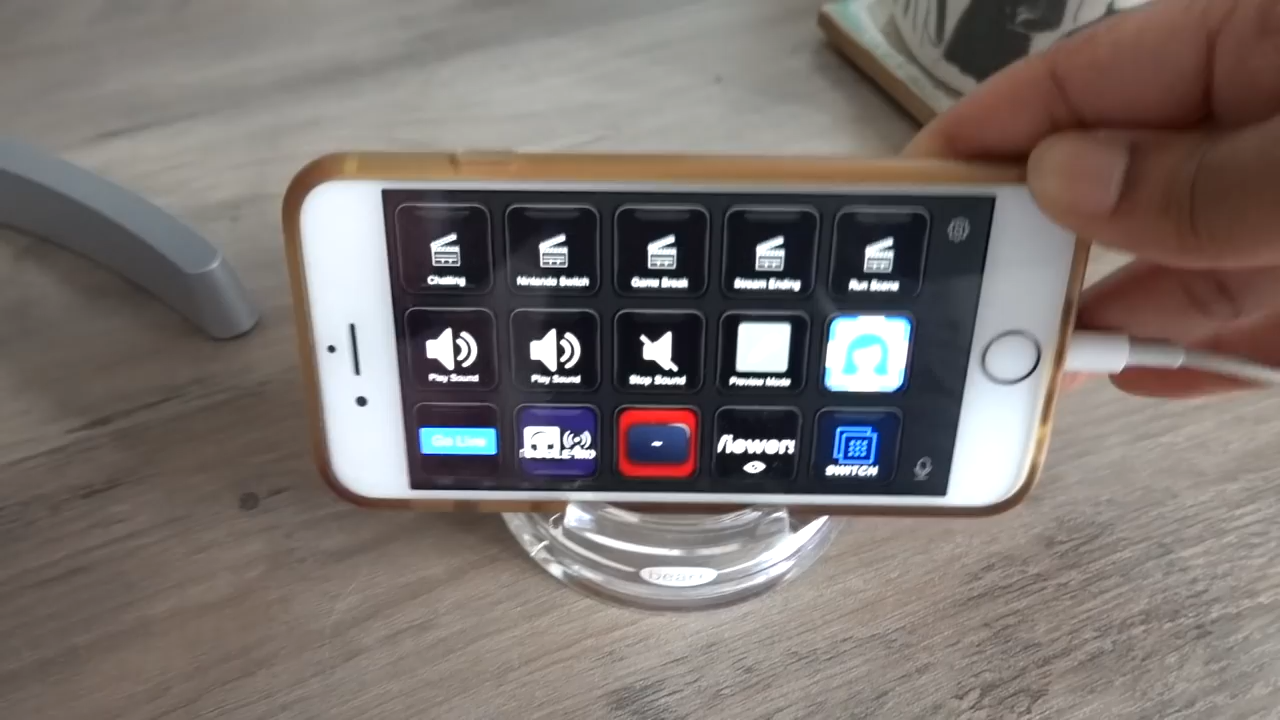 Chatting
Nintendo Switch
Game Break
Stream Ending
Run Scene
Play Sound
Play Sound
Stop Sound
Preview Mode
Go Live
Viewers
SWITCH